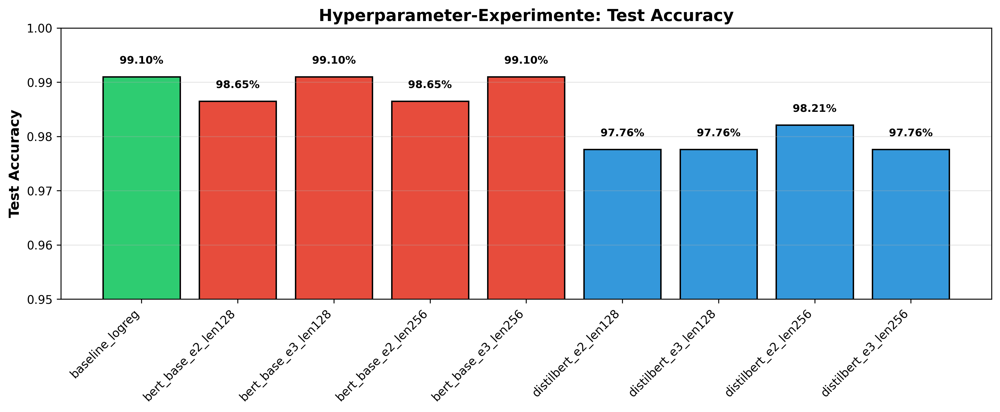 Hyperparameter-Experimente: Test Accuracy
Test Accuracy
1.00
0.99
0.98
0.97
0.96
0.95
99.10%
98.65%
99.10%
98.65%
99.10%
97.76%
97.76%
98.21%
97.76%
baseline_logreg
bert_base_e2_len128
bert_base_e3_len128
bert_base_e2_len256
bert_base_e3_len256
distilbert_e2_len128
distilbert_e3_len128
distilbert_e2_len256
distilbert_e3_len256